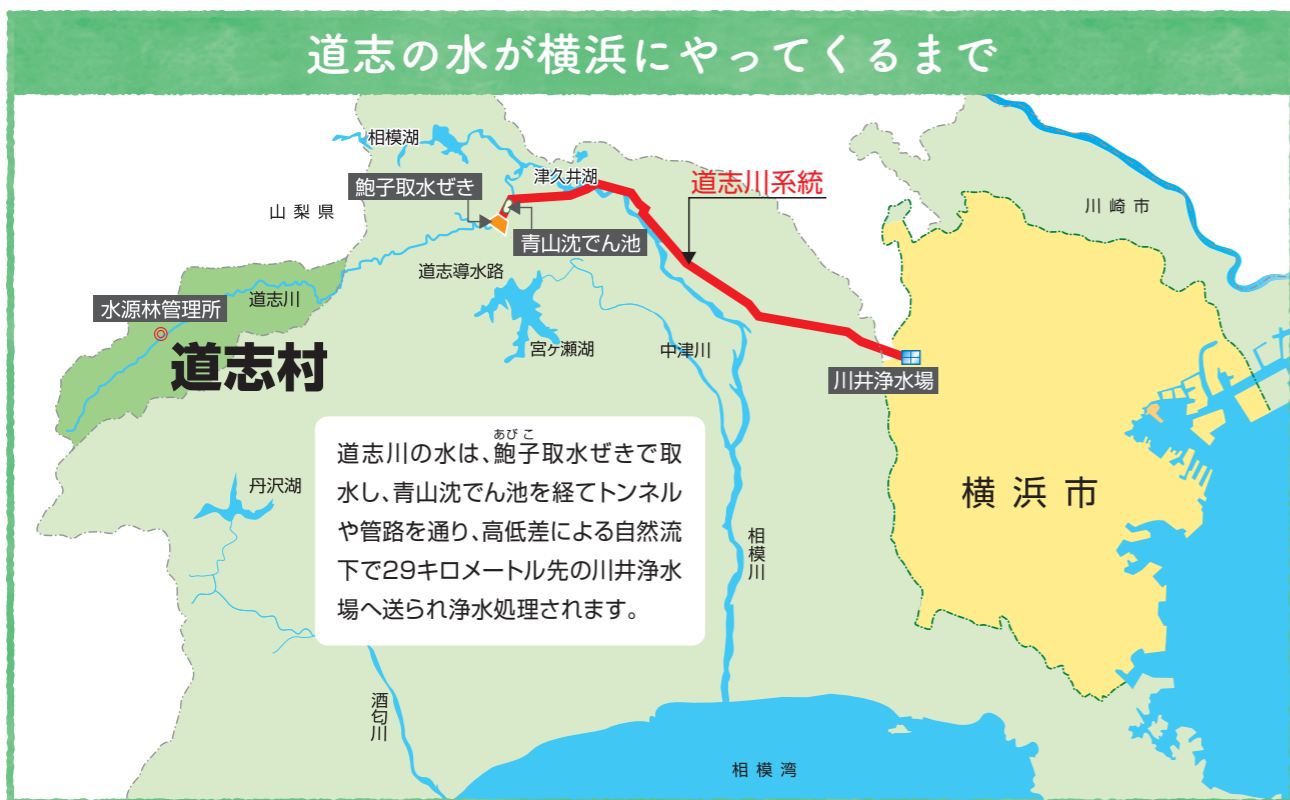 道志の水が横浜にやってくるまで
相模湖
津久井湖
道志川系統
鮑子取水ぜき
山梨県
川崎市
青山沈でん池
道志導水路
道志川
水源林管理所
道志村
宮ヶ瀬湖
中津川
川井浄水場
横浜市
丹沢湖
あびこ
道志川の水は、鮑子取水ぜきで取
水し、青山沈でん池を経てトンネル
や管路を通り、高低差による自然流
下で29キロメートル先の川井浄水
場へ送られ浄水処理されます。
相模川
酒匂川
相模湾